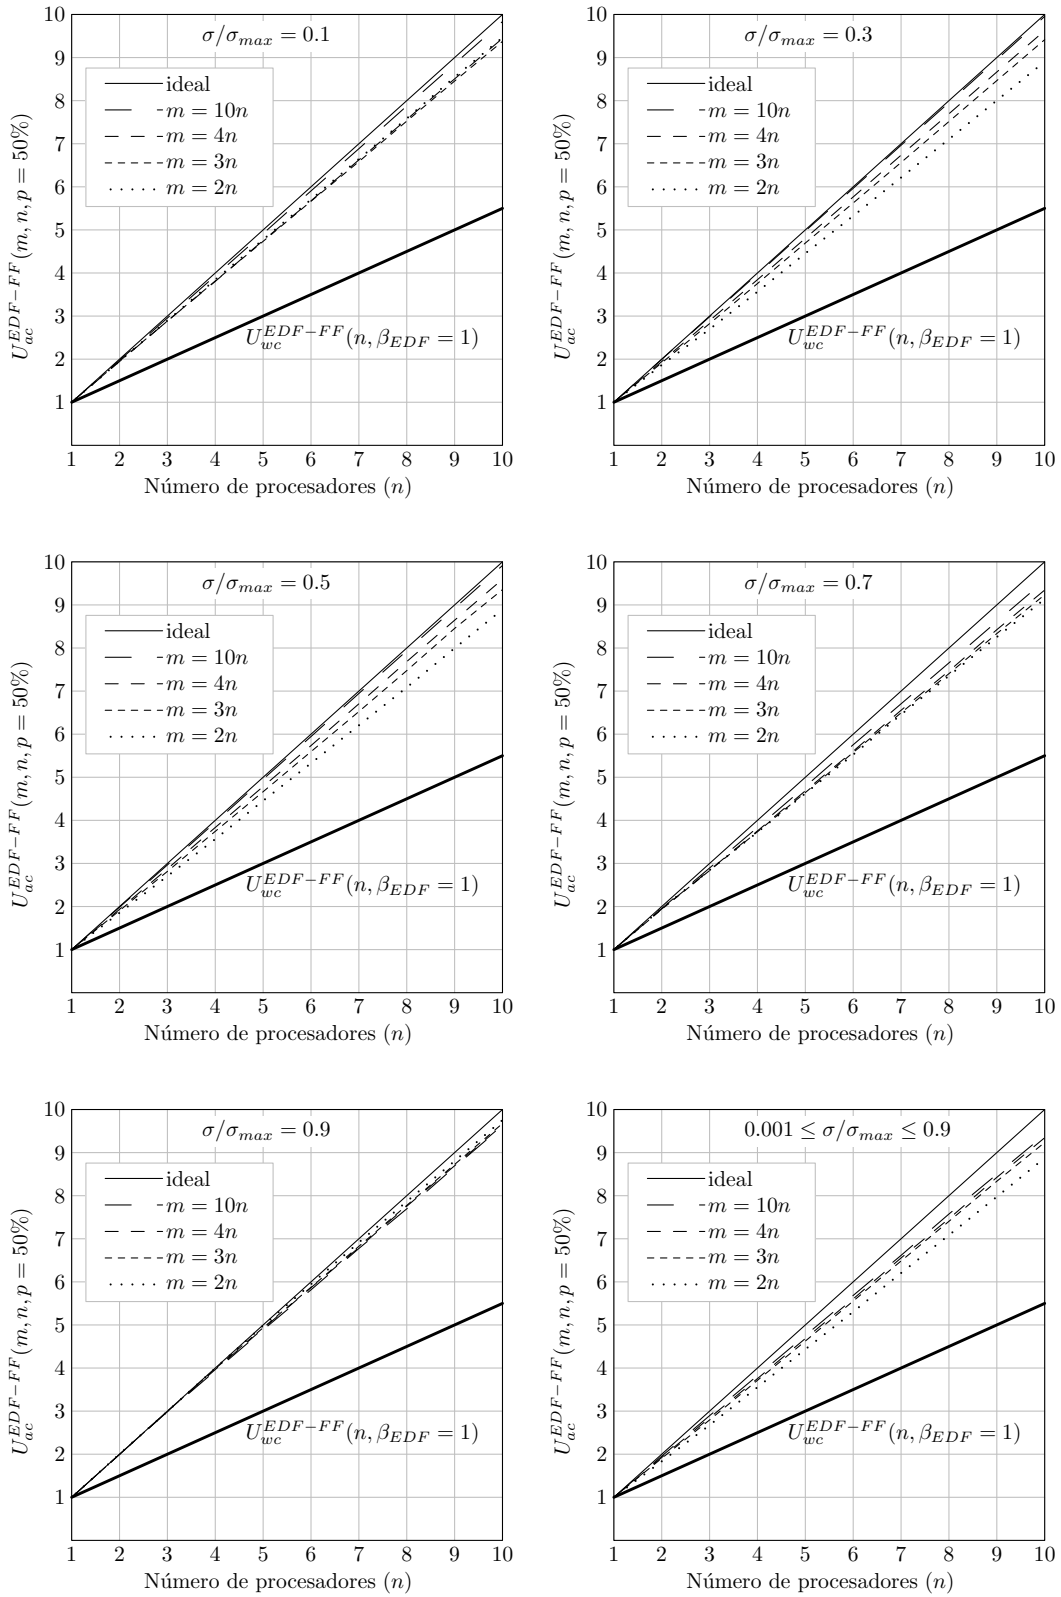 σ/σ_max = 0.1
ideal
m = 10n
m = 4n
m = 3n
m = 2n
U_wc^{EDF−FF}(n, β_EDF = 1)
U_ac^{EDF−FF}(m, n, p = 50%)
10
9
8
7
6
5
4
3
2
1
1 2 3 4 5 6 7 8 9 10
Número de procesadores (n)
σ/σ_max = 0.3
ideal
m = 10n
m = 4n
m = 3n
m = 2n
U_wc^{EDF−FF}(n, β_EDF = 1)
U_ac^{EDF−FF}(m, n, p = 50%)
10
9
8
7
6
5
4
3
2
1
1 2 3 4 5 6 7 8 9 10
Número de procesadores (n)
σ/σ_max = 0.5
ideal
m = 10n
m = 4n
m = 3n
m = 2n
U_wc^{EDF−FF}(n, β_EDF = 1)
U_ac^{EDF−FF}(m, n, p = 50%)
10
9
8
7
6
5
4
3
2
1
1 2 3 4 5 6 7 8 9 10
Número de procesadores (n)
σ/σ_max = 0.7
ideal
m = 10n
m = 4n
m = 3n
m = 2n
U_wc^{EDF−FF}(n, β_EDF = 1)
U_ac^{EDF−FF}(m, n, p = 50%)
10
9
8
7
6
5
4
3
2
1
1 2 3 4 5 6 7 8 9 10
Número de procesadores (n)
σ/σ_max = 0.9
ideal
m = 10n
m = 4n
m = 3n
m = 2n
U_wc^{EDF−FF}(n, β_EDF = 1)
U_ac^{EDF−FF}(m, n, p = 50%)
10
9
8
7
6
5
4
3
2
1
1 2 3 4 5 6 7 8 9 10
Número de procesadores (n)
0.001 ≤ σ/σ_max ≤ 0.9
ideal
m = 10n
m = 4n
m = 3n
m = 2n
U_wc^{EDF−FF}(n, β_EDF = 1)
U_ac^{EDF−FF}(m, n, p = 50%)
10
9
8
7
6
5
4
3
2
1
1 2 3 4 5 6 7 8 9 10
Número de procesadores (n)